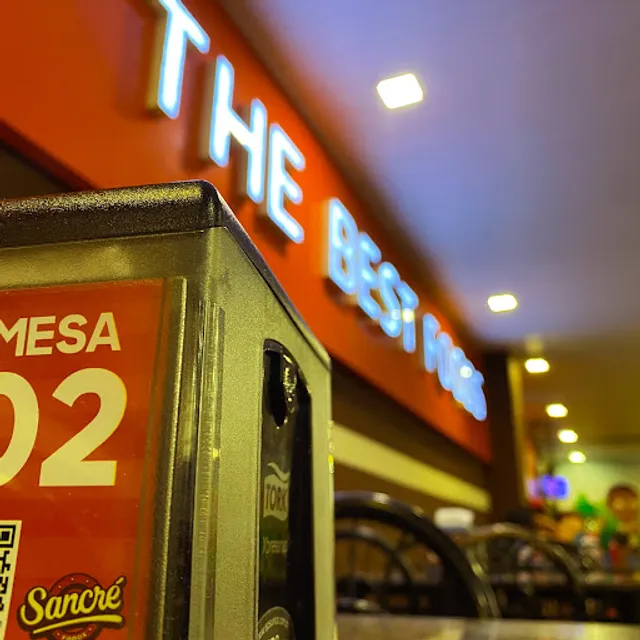 THE BEST
MESA
02
TORK
Sancré